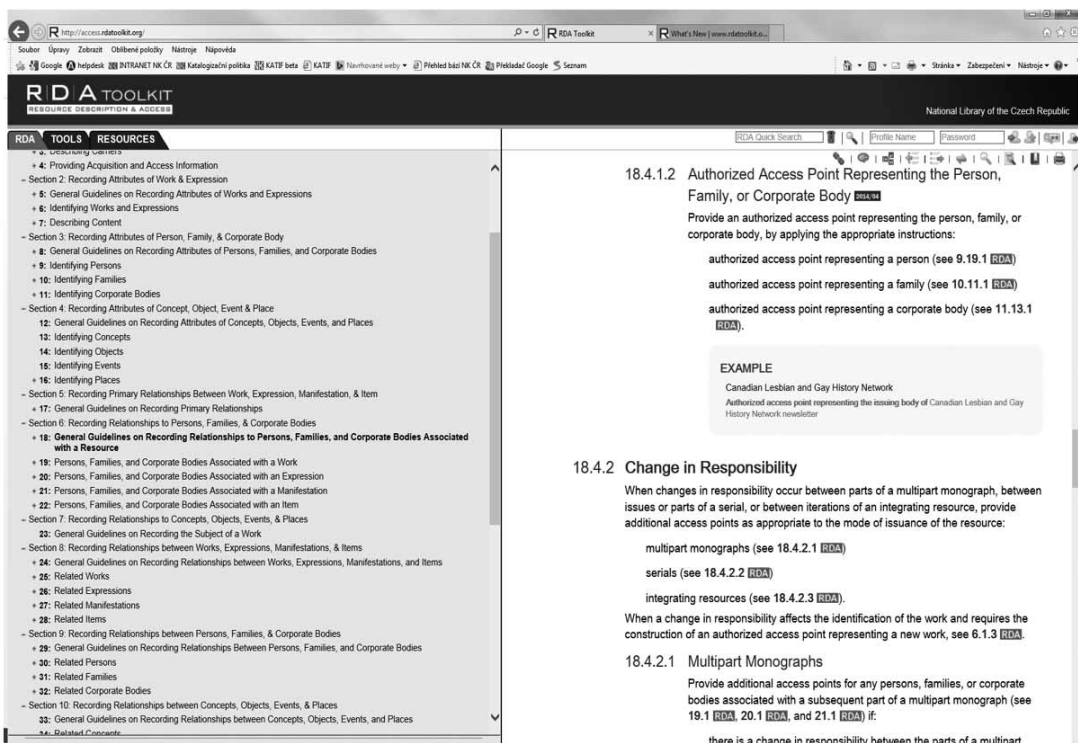 http://access.rdatoolkit.org/
RDA Toolkit
What's New | www.rdatoolkit.o...
Soubor Úpravy Zobrazit Oblíbené položky Nástroje Nápověda
Google helpdesk INTRANET NK ČR Katalogizační politika KATIF beta KATIF Navrhované weby Přehled bází NK ČR Překladač Google Seznam
Stránka Zabezpečení Nástroje
RDA TOOLKIT
RESOURCE DESCRIPTION & ACCESS
National Library of the Czech Republic
RDA TOOLS RESOURCES
RDA Quick Search Profile Name Password
+ 3: Describing Carriers
+ 4: Providing Acquisition and Access Information
– Section 2: Recording Attributes of Work & Expression
+ 5: General Guidelines on Recording Attributes of Works and Expressions
+ 6: Identifying Works and Expressions
+ 7: Describing Content
– Section 3: Recording Attributes of Person, Family, & Corporate Body
+ 8: General Guidelines on Recording Attributes of Persons, Families, and Corporate Bodies
+ 9: Identifying Persons
+ 10: Identifying Families
+ 11: Identifying Corporate Bodies
– Section 4: Recording Attributes of Concept, Object, Event & Place
12: General Guidelines on Recording Attributes of Concepts, Objects, Events, and Places
13: Identifying Concepts
14: Identifying Objects
15: Identifying Events
+ 16: Identifying Places
– Section 5: Recording Primary Relationships Between Work, Expression, Manifestation, & Item
+ 17: General Guidelines on Recording Primary Relationships
– Section 6: Recording Relationships to Persons, Families, & Corporate Bodies
+ 18: General Guidelines on Recording Relationships to Persons, Families, and Corporate Bodies Associated
with a Resource
+ 19: Persons, Families, and Corporate Bodies Associated with a Work
+ 20: Persons, Families, and Corporate Bodies Associated with an Expression
+ 21: Persons, Families, and Corporate Bodies Associated with a Manifestation
+ 22: Persons, Families, and Corporate Bodies Associated with an Item
– Section 7: Recording Relationships to Concepts, Objects, Events, & Places
23: General Guidelines on Recording the Subject of a Work
– Section 8: Recording Relationships between Works, Expressions, Manifestations, & Items
+ 24: General Guidelines on Recording Relationships between Works, Expressions, Manifestations, and Items
+ 25: Related Works
+ 26: Related Expressions
+ 27: Related Manifestations
+ 28: Related Items
– Section 9: Recording Relationships between Persons, Families, & Corporate Bodies
+ 29: General Guidelines on Recording Relationships Between Persons, Families, and Corporate Bodies
+ 30: Related Persons
+ 31: Related Families
+ 32: Related Corporate Bodies
– Section 10: Recording Relationships between Concepts, Objects, Events, & Places
33: General Guidelines on Recording Relationships between Concepts, Objects, Events, and Places
34: Related Concepts
18.4.1.2 Authorized Access Point Representing the Person,
Family, or Corporate Body 2014/04
Provide an authorized access point representing the person, family, or
corporate body, by applying the appropriate instructions:
authorized access point representing a person (see 9.19.1 RDA)
authorized access point representing a family (see 10.11.1 RDA)
authorized access point representing a corporate body (see 11.13.1
RDA).
EXAMPLE
Canadian Lesbian and Gay History Network
Authorized access point representing the issuing body of Canadian Lesbian and Gay
History Network newsletter
18.4.2 Change in Responsibility
When changes in responsibility occur between parts of a multipart monograph, between
issues or parts of a serial, or between iterations of an integrating resource, provide
additional access points as appropriate to the mode of issuance of the resource:
multipart monographs (see 18.4.2.1 RDA)
serials (see 18.4.2.2 RDA)
integrating resources (see 18.4.2.3 RDA).
When a change in responsibility affects the identification of the work and requires the
construction of an authorized access point representing a new work, see 6.1.3 RDA.
18.4.2.1 Multipart Monographs
Provide additional access points for any persons, families, or corporate
bodies associated with a subsequent part of a multipart monograph (see
19.1 RDA, 20.1 RDA, and 21.1 RDA) if:
there is a change in responsibility between the parts of a multipart